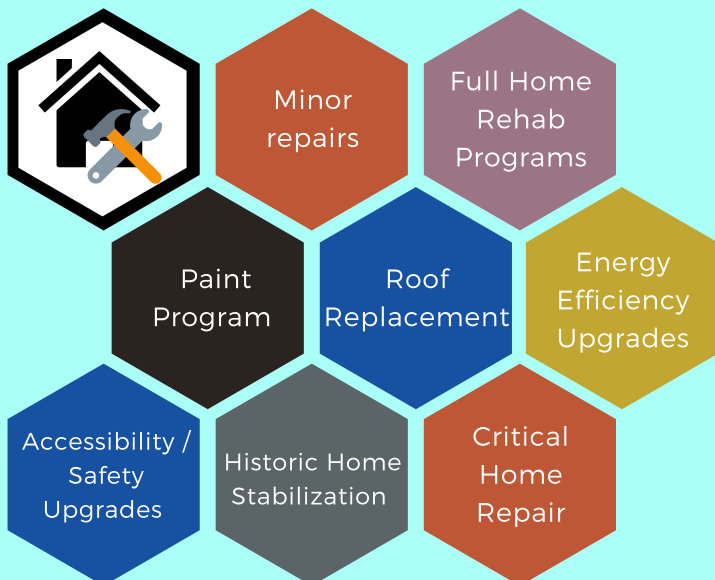 Minor
repairs
Full Home
Rehab
Programs
Paint
Program
Roof
Replacement
Energy
Efficiency
Upgrades
Accessibility /
Safety
Upgrades
Historic Home
Stabilization
Critical
Home
Repair